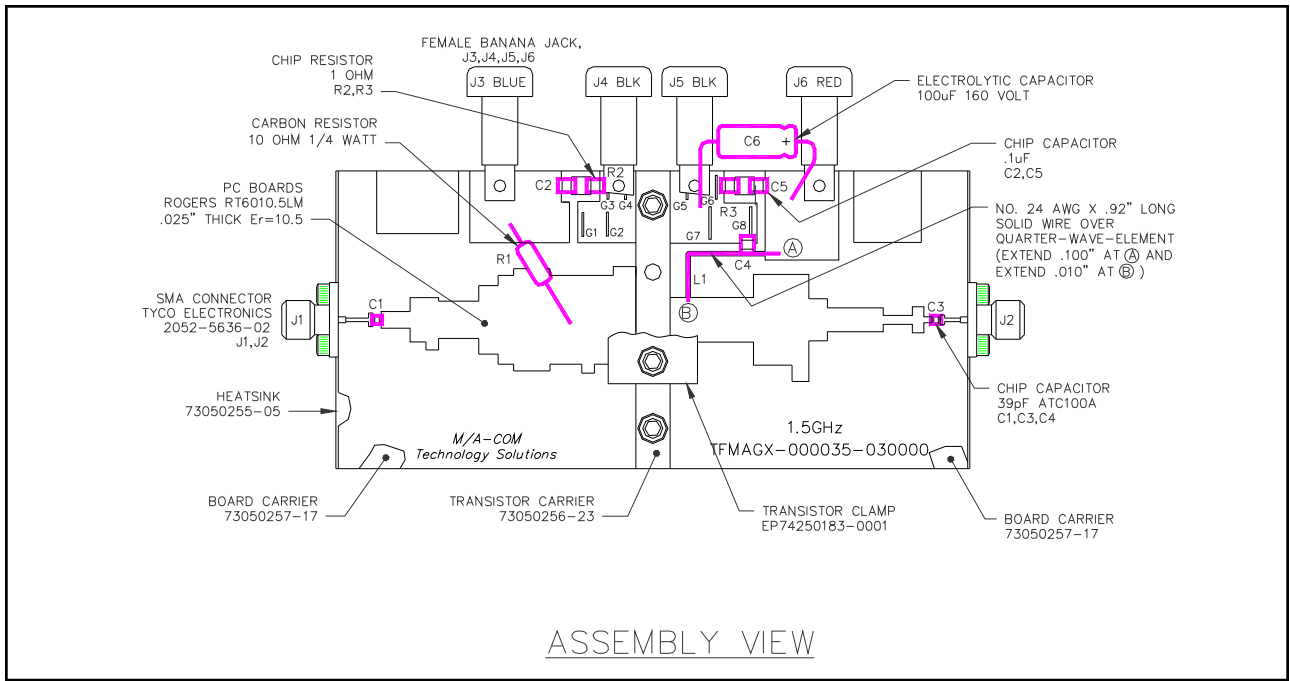 FEMALE BANANA JACK,
J3,J4,J5,J6
CHIP RESISTOR
1 OHM
R2,R3
J3 BLUE
J4 BLK
J5 BLK
J6 RED
ELECTROLYTIC CAPACITOR
100uF 160 VOLT
CARBON RESISTOR
10 OHM 1/4 WATT
C6
+
CHIP CAPACITOR
.1uF
C2,C5
PC BOARDS
ROGERS RT6010.5LM
.025" THICK Er=10.5
C2
R2
G3
G4
G1
G2
G5
G6
R3
C5
G7
G8
NO. 24 AWG X .92" LONG
SOLID WIRE OVER
QUARTER-WAVE-ELEMENT
(EXTEND .100" AT A AND
EXTEND .010" AT B )
R1
A
C4
L1
B
SMA CONNECTOR
TYCO ELECTRONICS
2052-5636-02
J1,J2
J1
C1
C3
J2
HEATSINK
73050255-05
CHIP CAPACITOR
39pF ATC100A
C1,C3,C4
M/A-COM
Technology Solutions
1.5GHz
TFMAGX-000035-030000
BOARD CARRIER
73050257-17
TRANSISTOR CARRIER
73050256-23
TRANSISTOR CLAMP
EP74250183-0001
BOARD CARRIER
73050257-17
ASSEMBLY VIEW